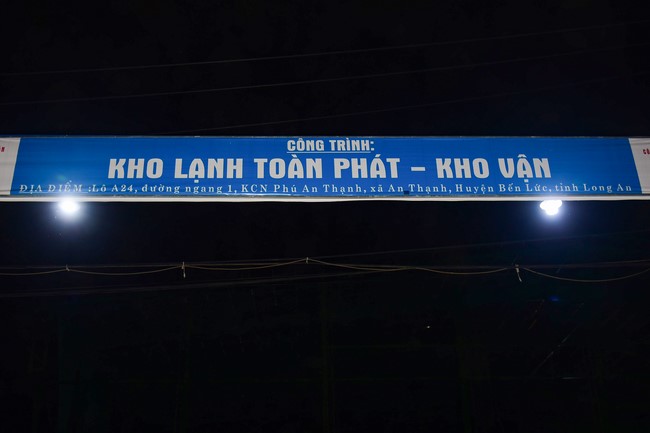 CÔNG TRÌNH:
KHO LẠNH TOÀN PHÁT - KHO VẬN
ĐỊA ĐIỂM :Lô A24, đường ngang 1, KCN Phú An Thạnh, xã An Thạnh, Huyện Bến Lức, tỉnh Long An